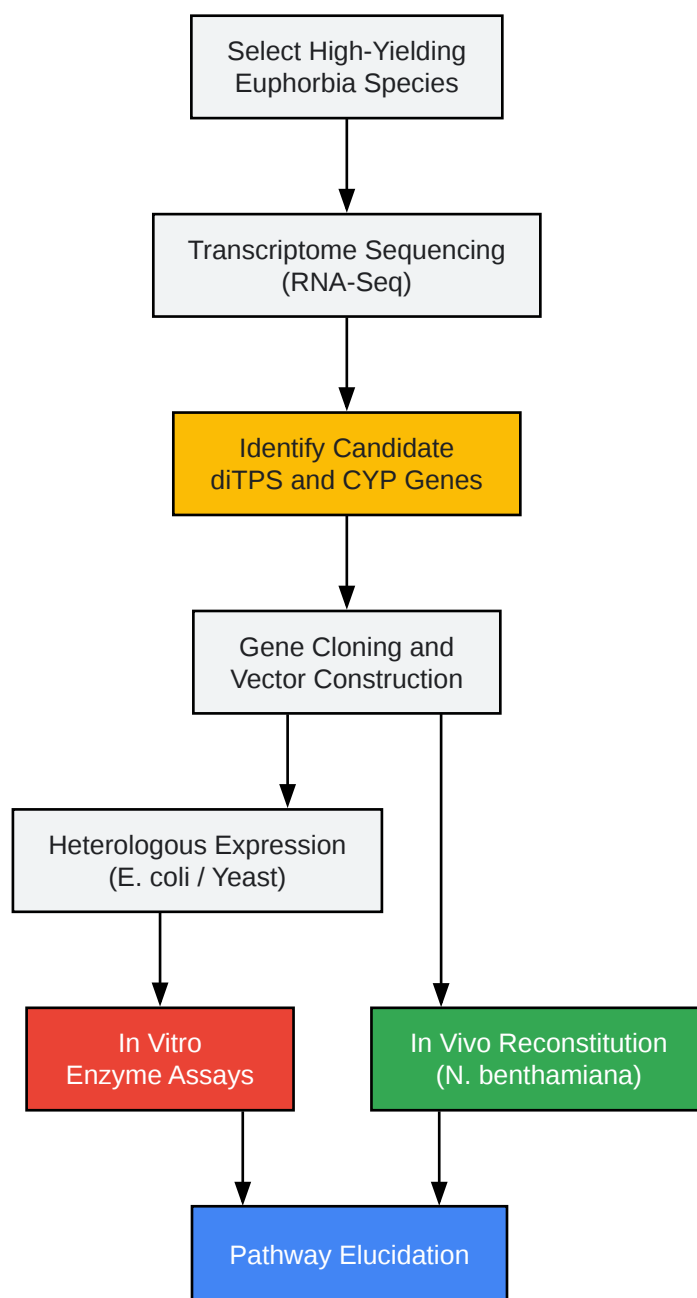 Select High-Yielding
Euphorbia Species
Transcriptome Sequencing
(RNA-Seq)
Identify Candidate
diTPS and CYP Genes
Gene Cloning and
Vector Construction
Heterologous Expression
(E. coli / Yeast)
In Vitro
Enzyme Assays
In Vivo Reconstitution
(N. benthamiana)
Pathway Elucidation